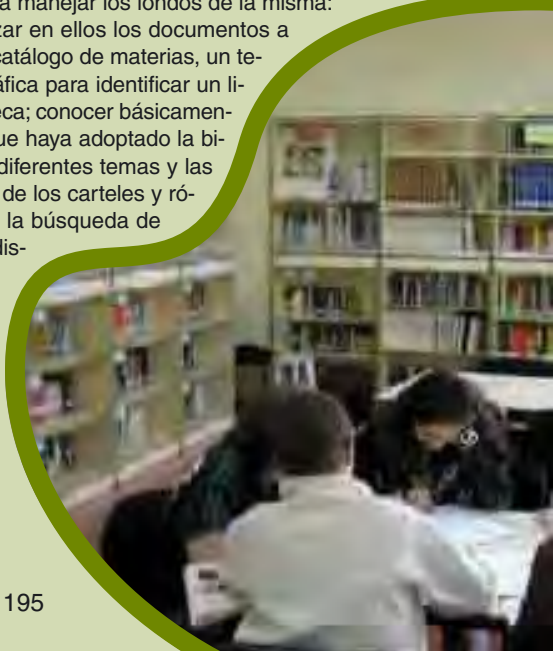 a manejar los fondos de la misma:
zar en ellos los documentos a
catálogo de materias, un te-
áfica para identificar un li-
eca; conocer básicamen-
ue haya adoptado la bi-
diferentes temas y las
de los carteles y ró-
la búsqueda de
dis-
195